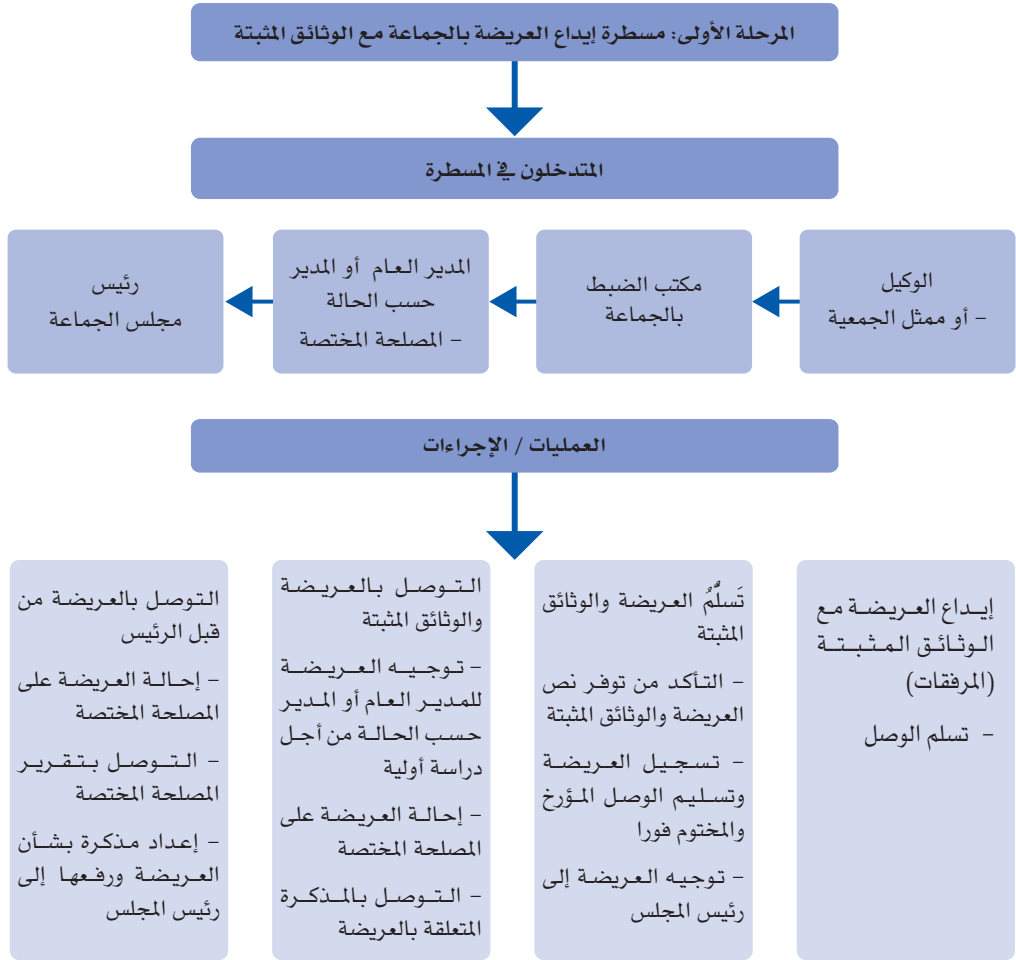 المرحلة الأولى: مسطرة إيداع العريضة بالجماعة مع الوثائق المثبتة
المتدخلون في المسطرة
الوكيل
– أو ممثل الجمعية
مكتب الضبط
بالجماعة
المدير العام أو المدير
حسب الحالة
– المصلحة المختصة
رئيس
مجلس الجماعة
العمليات / الإجراءات
إيداع العريضة مع
الوثائق المثبتة
(المرفقات)
– تسلم الوصل
تَسلُّمُ العريضة والوثائق
المثبتة
– التأكد من توفر نص
العريضة والوثائق المثبتة
– تسجيل العريضة
وتسليم الوصل المؤرخ
والمختوم فورا
– توجيه العريضة إلى
رئيس المجلس
التوصل بالعريضة
والوثائق المثبتة
– توجيه العريضة
للمدير العام أو المدير
حسب الحالة من أجل
دراسة أولية
– إحالة العريضة على
المصلحة المختصة
– التوصل بالمذكرة
المتعلقة بالعريضة
التوصل بالعريضة من
قبل الرئيس
– إحالة العريضة على
المصلحة المختصة
– التوصل بتقرير
المصلحة المختصة
– إعداد مذكرة بشأن
العريضة ورفعها إلى
رئيس المجلس